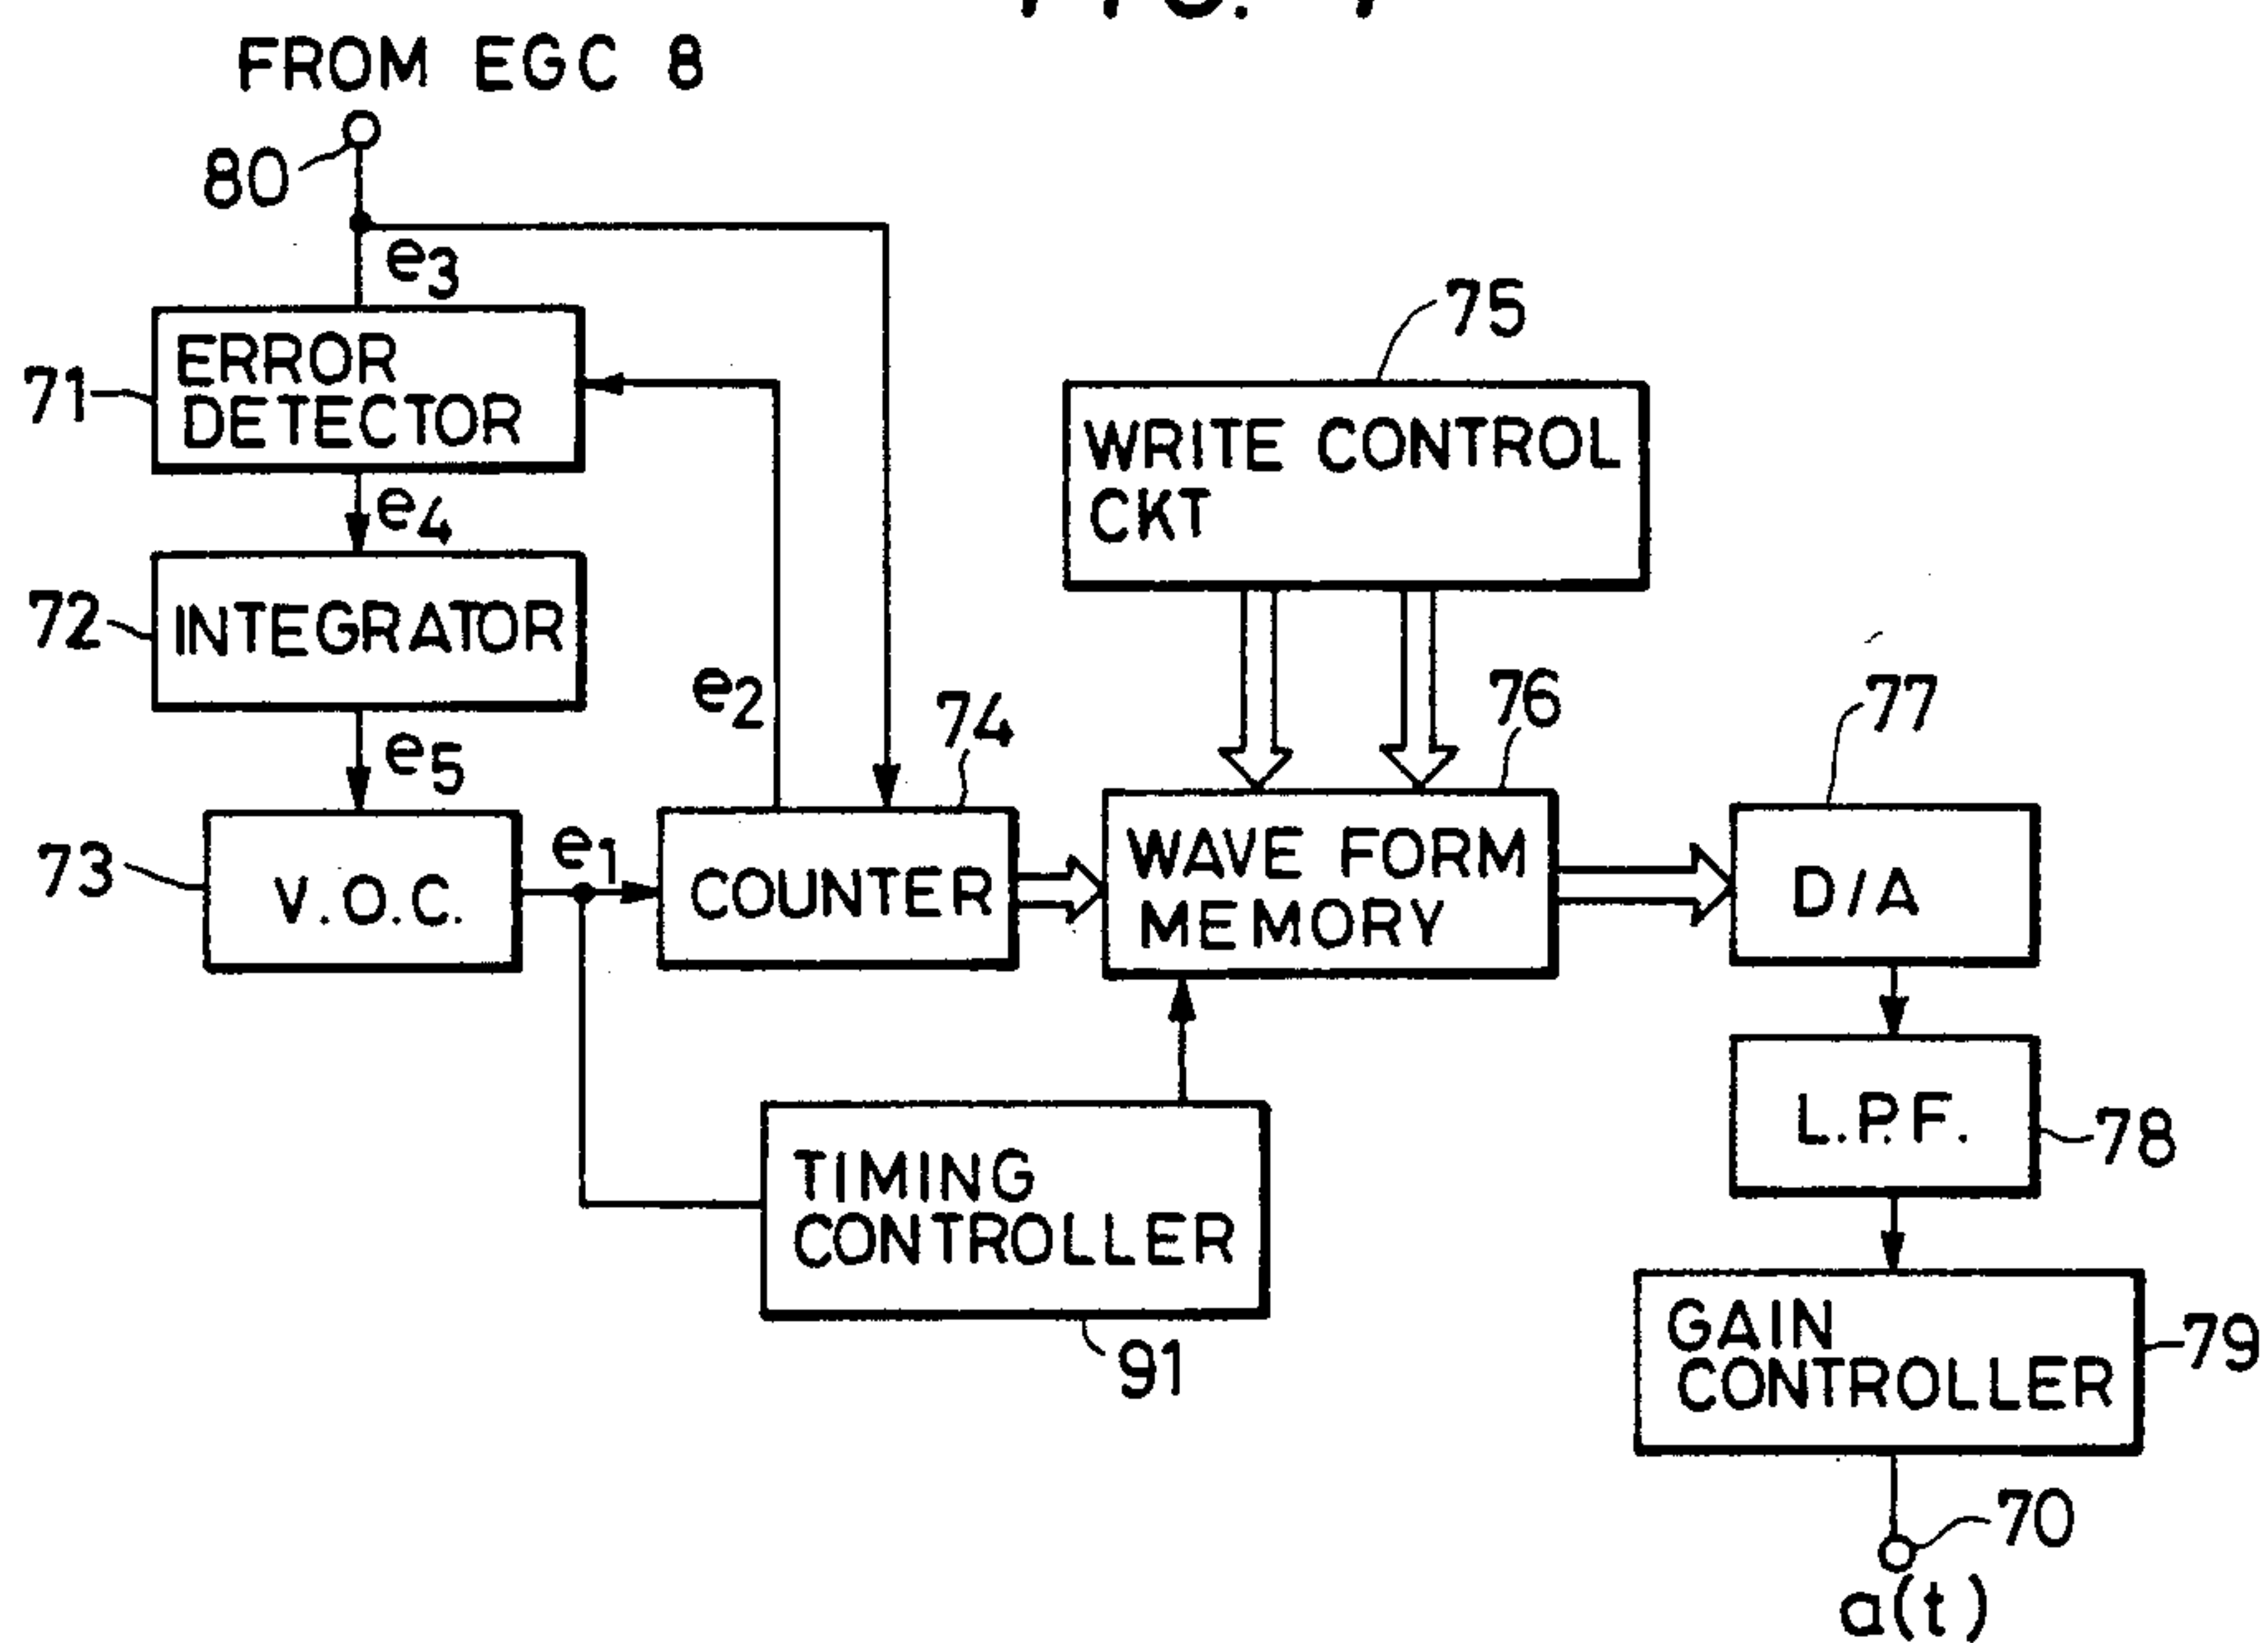 FROM EGC 8
80
e3
ERROR
DETECTOR
71
e4
INTEGRATOR
72
e5
V.O.C.
73
e1
e2
COUNTER
74
WRITE CONTROL
CKT
75
WAVE FORM
MEMORY
76
D/A
77
L.P.F.
78
TIMING
CONTROLLER
91
GAIN
CONTROLLER
79
70
a(t)